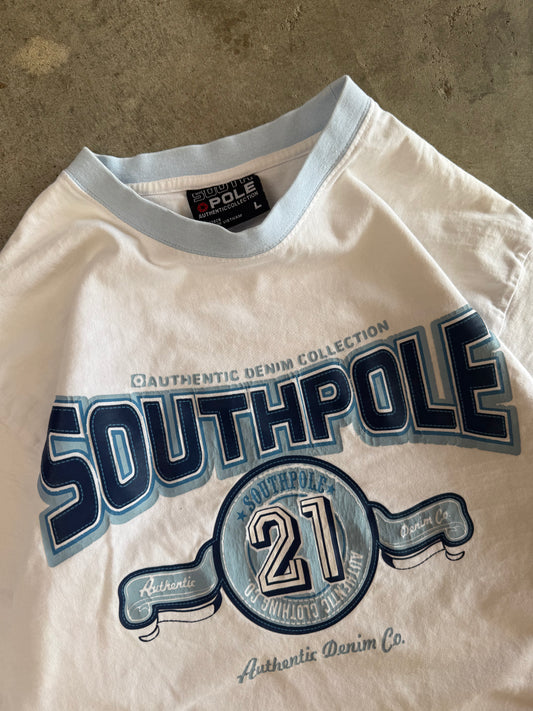 SOUTH
POLE
AUTHENTIC COLLECTION
L
VIETNAM
AUTHENTIC DENIM COLLECTION
SOUTHPOLE
SOUTHPOLE
21
AUTHENTIC CLOTHING CO.
Authentic
Denim Co.
Authentic Denim Co.